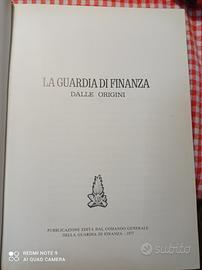 LA GUARDIA DI FINANZA
DALLE ORIGINI
PUBBLICAZIONE EDITA DAL COMANDO GENERALE
DELLA GUARDIA DI FINANZA - 1977
REDMI NOTE 9
AI QUAD CAMERA
subito